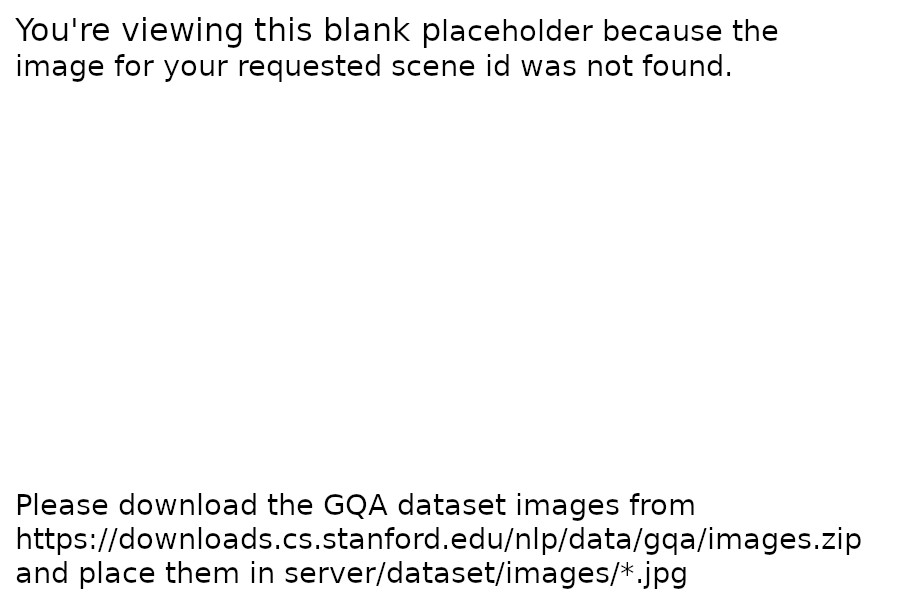 You're viewing this blank placeholder because the
image for your requested scene id was not found.
Please download the GQA dataset images from
https://downloads.cs.stanford.edu/nlp/data/gqa/images.zip
and place them in server/dataset/images/*.jpg